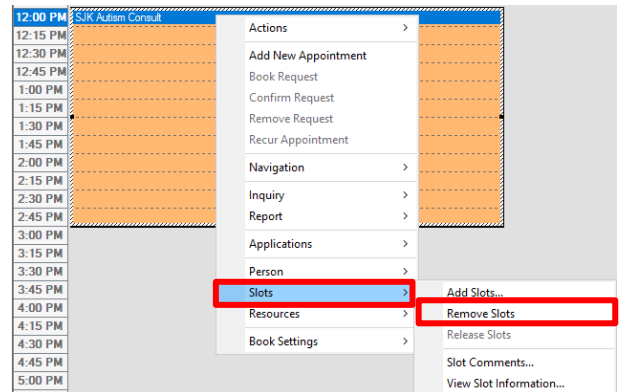 12:00 PM SJK Autism Consult
12:15 PM
12:30 PM
12:45 PM
1:00 PM
1:15 PM
1:30 PM
1:45 PM
2:00 PM
2:15 PM
2:30 PM
2:45 PM
3:00 PM
3:15 PM
3:30 PM
3:45 PM
4:00 PM
4:15 PM
4:30 PM
4:45 PM
5:00 PM
Actions
Add New Appointment
Book Request
Confirm Request
Remove Request
Recur Appointment
Navigation
Inquiry
Report
Applications
Person
Slots
Resources
Book Settings
Add Slots...
Remove Slots
Release Slots
Slot Comments...
View Slot Information...